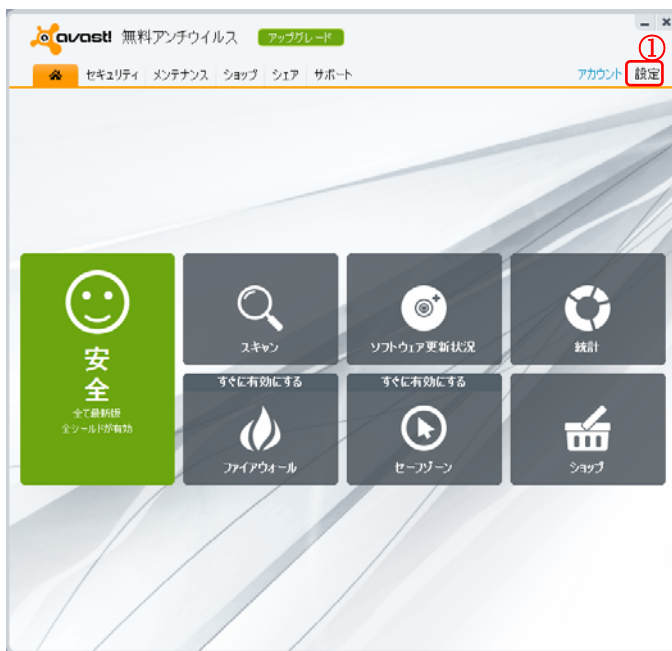 avast! 無料アンチウイルス アップグレード
①
セキュリティ メンテナンス ショップ シェア サポート アカウント 設定
安
全
全て最新版
全シールドが有効
スキャン
ソフトウェア更新状況
統計
すぐに有効にする
ファイアウォール
すぐに有効にする
セーフゾーン
ショップ